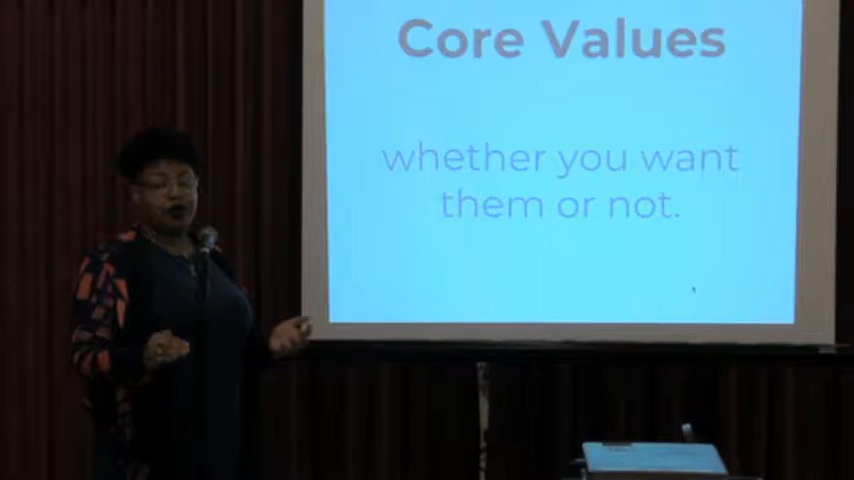 Core Values
whether you want
them or not.